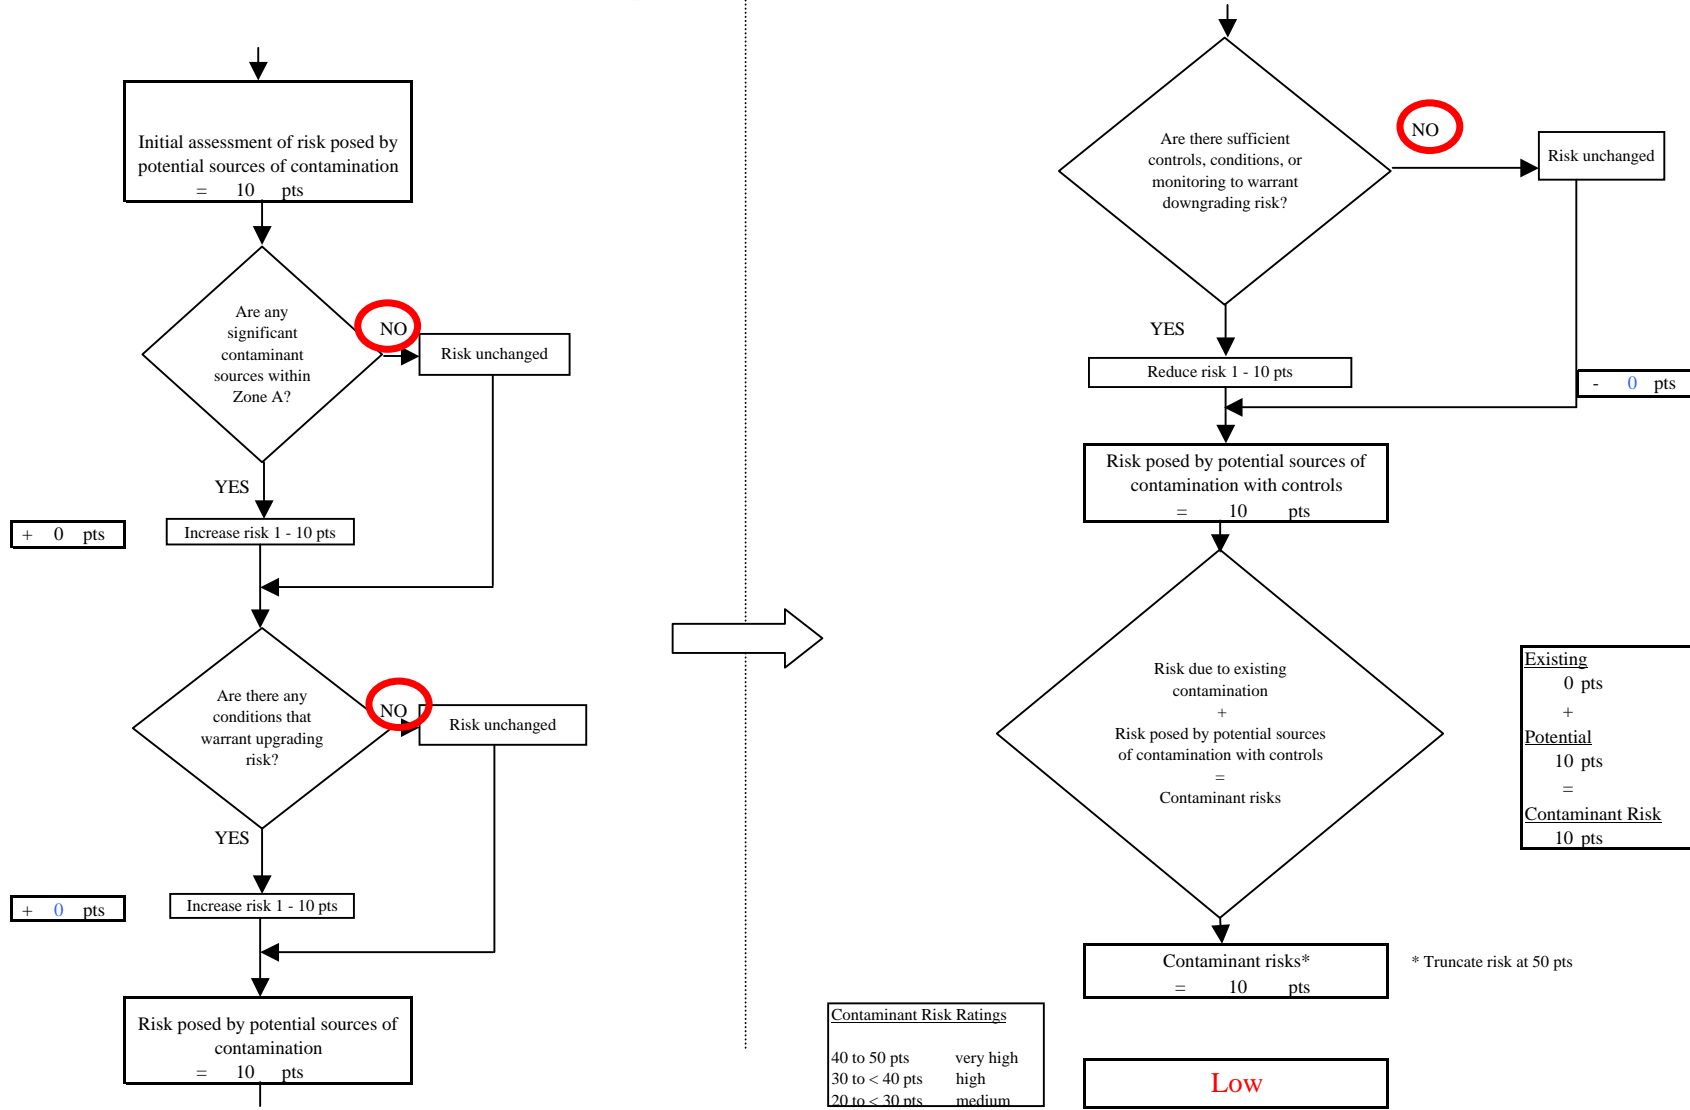 Initial assessment of risk posed by
potential sources of contamination
= 10 pts
Are any
significant
contaminant
sources within
Zone A?
NO
Risk unchanged
YES
+ 0 pts
Increase risk 1 - 10 pts
Are there any
conditions that
warrant upgrading
risk?
NO
Risk unchanged
YES
+ 0 pts
Increase risk 1 - 10 pts
Risk posed by potential sources of
contamination
= 10 pts
Are there sufficient
controls, conditions, or
monitoring to warrant
downgrading risk?
NO
Risk unchanged
YES
Reduce risk 1 - 10 pts
- 0 pts
Risk posed by potential sources of
contamination with controls
= 10 pts
Risk due to existing
contamination
+
Risk posed by potential sources
of contamination with controls
=
Contaminant risks
Existing
0 pts
+
Potential
10 pts
=
Contaminant Risk
10 pts
Contaminant risks*
= 10 pts
* Truncate risk at 50 pts
Contaminant Risk Ratings
40 to 50 pts very high
30 to < 40 pts high
20 to < 30 pts medium
Low